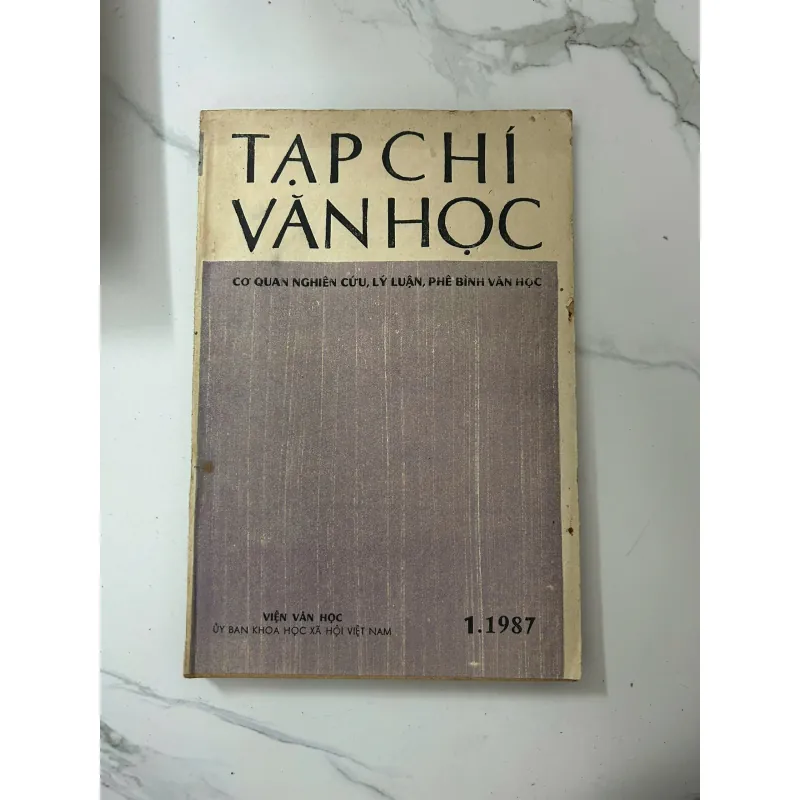 TẠP CHÍ
VĂN HỌC
CƠ QUAN NGHIÊN CỨU, LÝ LUẬN, PHÊ BÌNH VĂN HỌC
VIỆN VĂN HỌC
ỦY BAN KHOA HỌC XÃ HỘI VIỆT NAM
1.1987